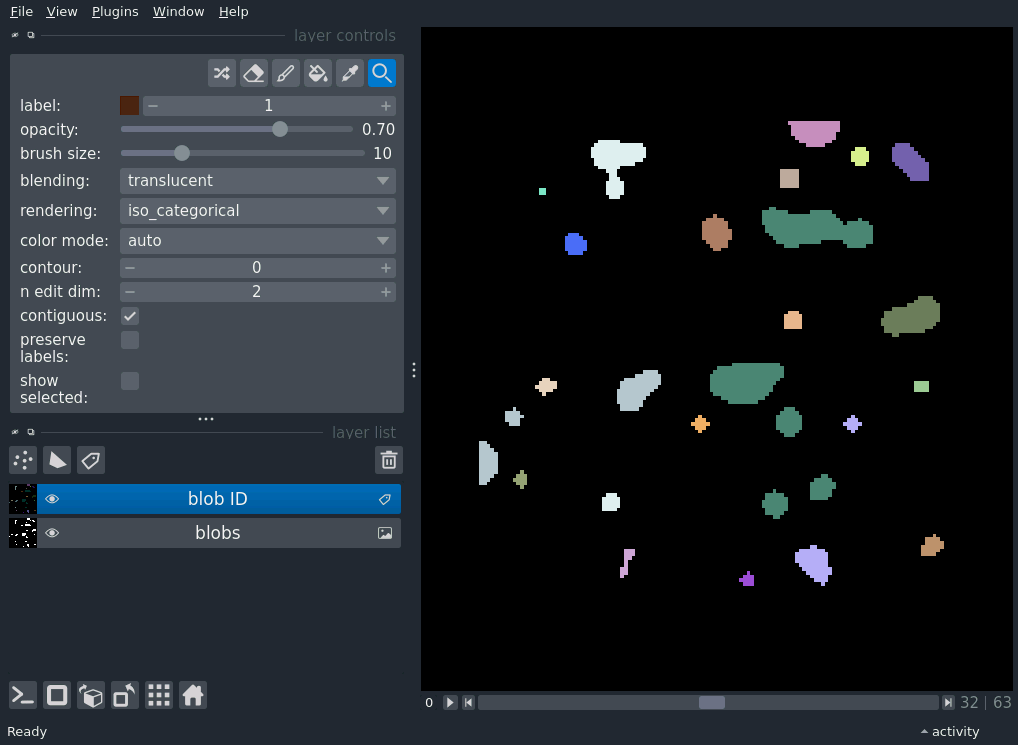 File View Plugins Window Help
layer controls
label: 1
opacity: 0.70
brush size: 10
blending: translucent
rendering: iso_categorical
color mode: auto
contour: 0
n edit dim: 2
contiguous:
preserve
labels:
show
selected:
layer list
blob ID
blobs
0 32 | 63
Ready activity